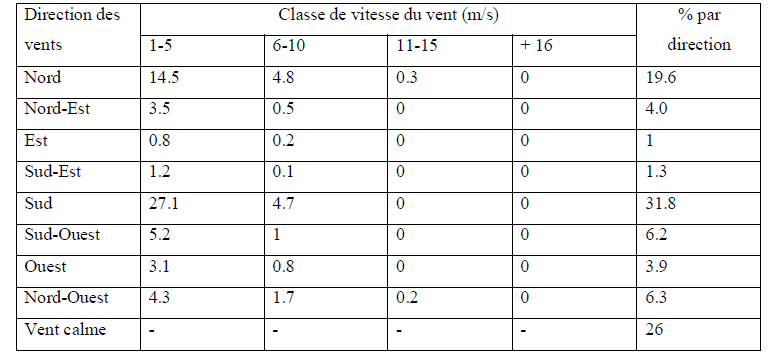 Direction des vents Classe de vitesse du vent (m/s) % par direction
1-5 6-10 11-15 + 16
Nord 14.5 4.8 0.3 0 19.6
Nord-Est 3.5 0.5 0 0 4.0
Est 0.8 0.2 0 0 1
Sud-Est 1.2 0.1 0 0 1.3
Sud 27.1 4.7 0 0 31.8
Sud-Ouest 5.2 1 0 0 6.2
Ouest 3.1 0.8 0 0 3.9
Nord-Ouest 4.3 1.7 0.2 0 6.3
Vent calme - - - - 26